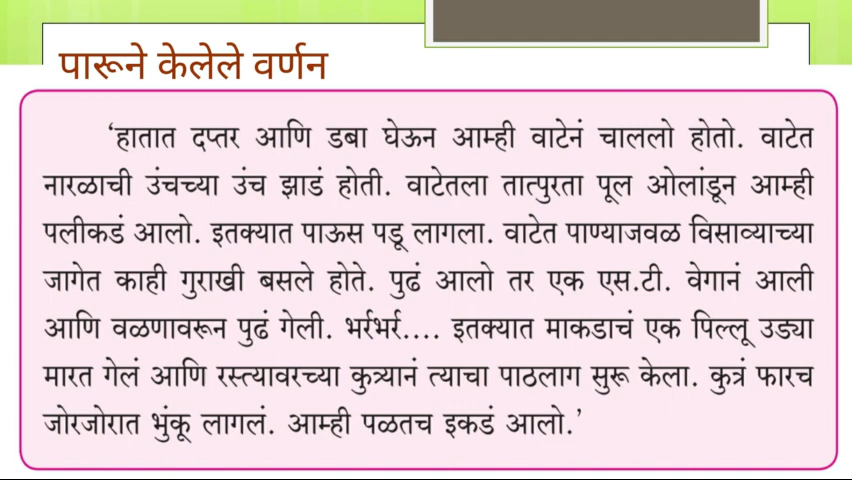 पारूने केलेले वर्णन
‘हातात दप्तर आणि डबा घेऊन आम्ही वाटेनं चाललो होतो. वाटेत
नारळाची उंचच्या उंच झाडं होती. वाटेतला तात्पुरता पूल ओलांडून आम्ही
पलीकडं आलो. इतक्यात पाऊस पडू लागला. वाटेत पाण्याजवळ विसाव्याच्या
जागेत काही गुराखी बसले होते. पुढं आलो तर एक एस.टी. वेगानं आली
आणि वळणावरून पुढं गेली. भर्रभर्र.... इतक्यात माकडाचं एक पिल्लू उड्या
मारत गेलं आणि रस्त्यावरच्या कुत्र्यानं त्याचा पाठलाग सुरू केला. कुत्रं फारच
जोरजोरात भुंकू लागलं. आम्ही पळतच इकडं आलो.’